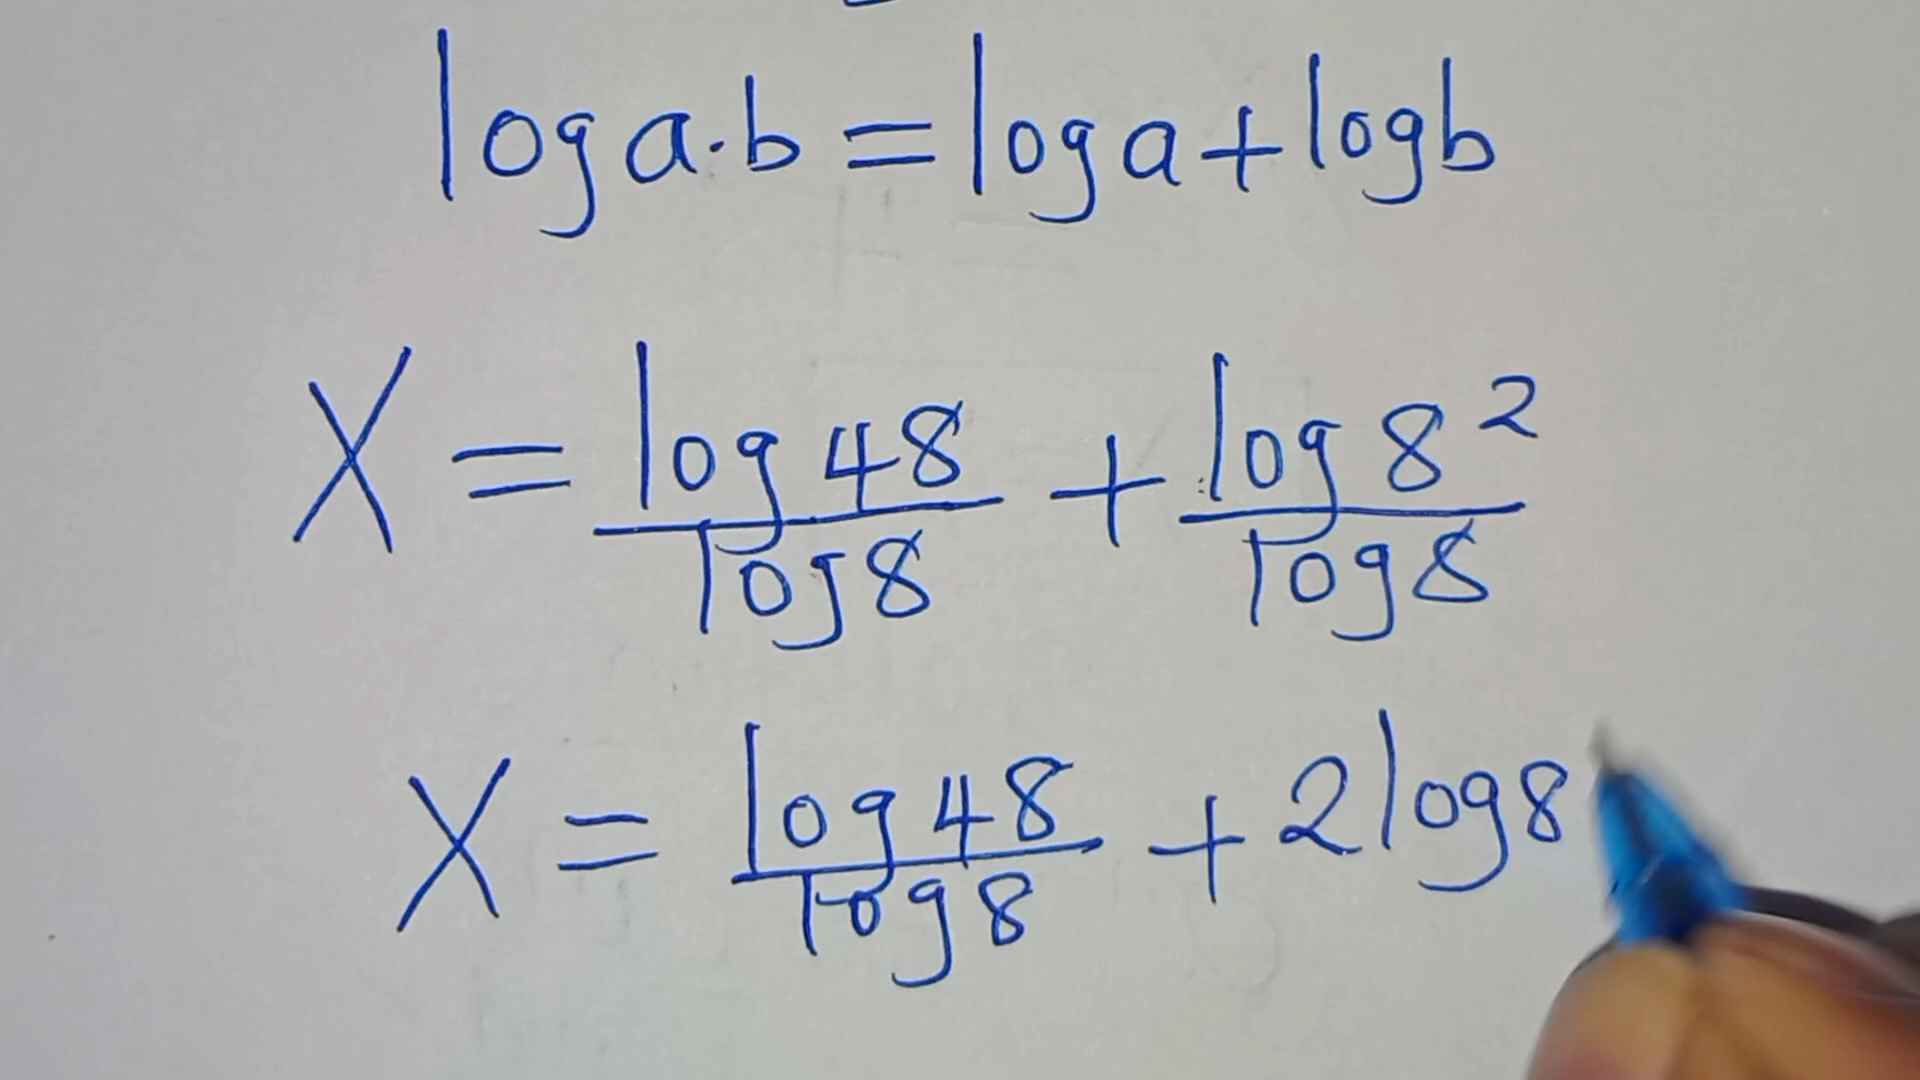 log a·b = log a + log b
X = log 48 / log 8 + log 8² / log 8
X = log 48 / log 8 + 2 log 8